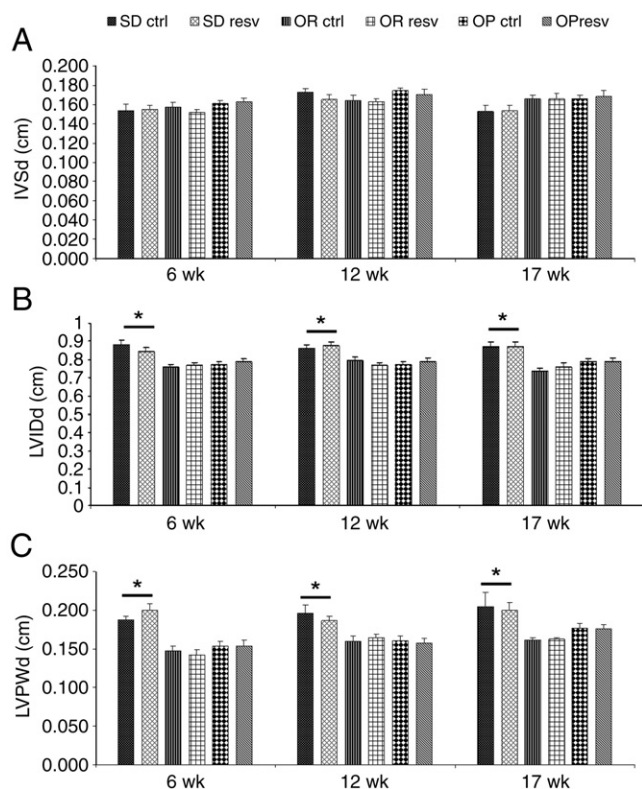 SD ctrl SD resv OR ctrl OR resv OP ctrl OPresv
A
0.200
0.180
0.160
0.140
0.120
0.100
0.080
0.060
0.040
0.020
0.000
IVSd (cm)
6 wk 12 wk 17 wk
B
* * *
1
0.9
0.8
0.7
0.6
0.5
0.4
0.3
0.2
0.1
0
LVIDd (cm)
6 wk 12 wk 17 wk
C
* * *
0.250
0.200
0.150
0.100
0.050
0.000
LVPWd (cm)
6 wk 12 wk 17 wk